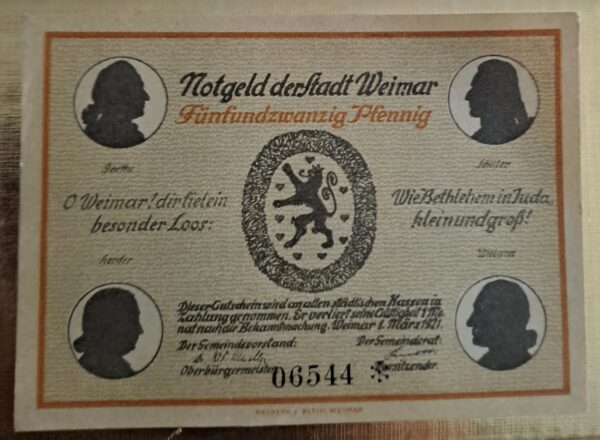 Notgeld der Stadt Weimar
Fünfundzwanzig Pfennig
Goethe
Schiller
O Weimar! dir fiel ein
besonder Loos:
Wie Bethlehem in Juda,
klein und groß!
Herder
Wieland
Dieser Gutschein wird an allen städtischen Kassen in
Zahlung genommen. Er verliert seine Gültigkeit 1 Mo-
nat nach der Bekanntmachung. Weimar 1. März 1921.
Der Gemeindevorstand:
Der Gemeinderat:
Oberbürgermeister
Vorsitzender
06544
WEIMAR